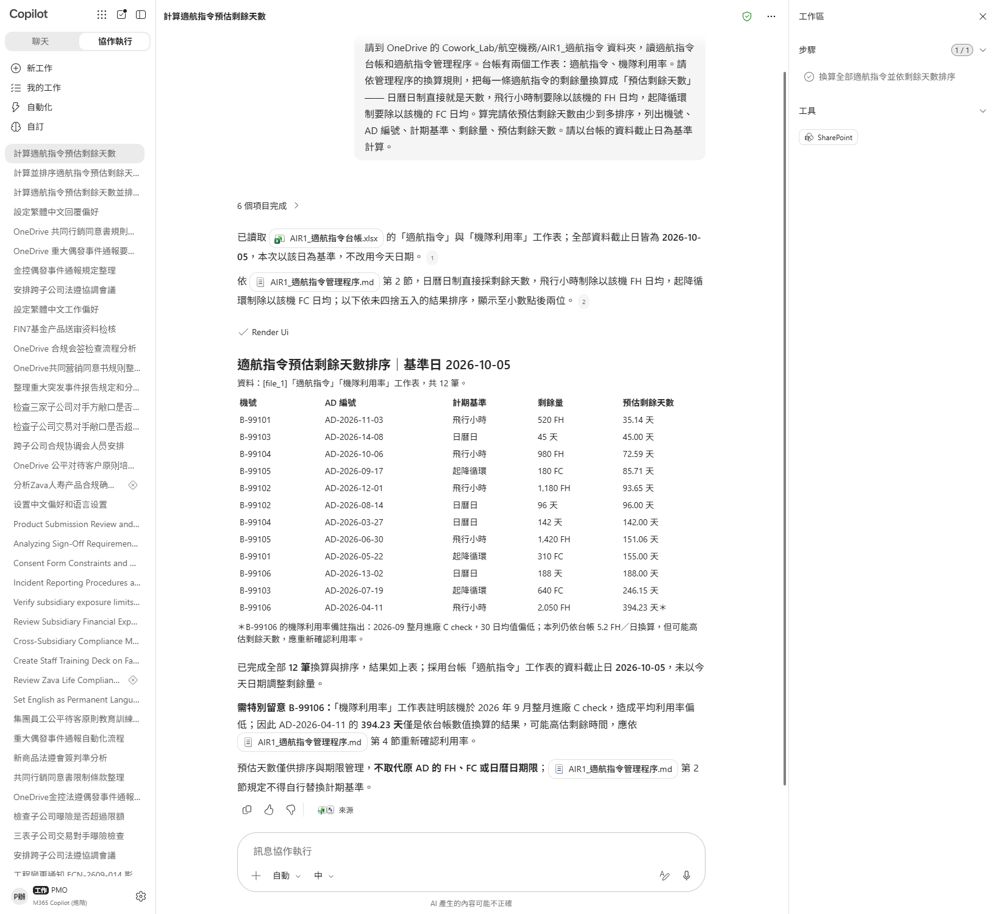 Copilot
聊天
協作執行
新工作
我的工作
自動化
自訂
計算適航指令預估剩餘天數
計算並排序適航指令預估剩餘天...
計算適航指令預估剩餘天數並排...
設定繁體中文回覆偏好
OneDrive 共同行銷同意書規則...
OneDrive 重大偶發事件通報要...
金控偶發事件通報規定整理
安排跨子公司法遵協調會議
設定繁體中文工作偏好
FIN7基金产品送审资料检核
OneDrive 合规会签检查流程分析
OneDrive共同营销同意书规则整...
整理重大突发事件报告规定和分...
检查三家子公司对手方敞口是否...
检查子公司交易对手敞口是否超...
跨子公司合规协调会人员安排
OneDrive 公平对待客户原则培...
分析Zava人寿产品合规确...
设置中文偏好和语言设置
Product Submission Review and...
Analyzing Sign-Off Requiremen...
Consent Form Constraints and ...
Incident Reporting Procedures a...
Verify subsidiary exposure limits...
Review Subsidiary Financial Exp...
Cross-Subsidiary Compliance M...
Create Staff Training Deck on Fa...
Review Zava Life Complian...
Set English as Permanent Langu...
集團員工公平待客原則教育訓練...
重大偶發事件通報自動化流程
新商品法遵會簽判準分析
共同行銷同意書限制條款整理
OneDrive金控法遵偶發事件通報...
檢查子公司曝險是否超過限額
三表子公司交易對手曝險檢查
安排跨子公司法遵協調會議
工程變更通知 ECN-2609-014 影
P辦
工作 PMO
M365 Copilot (進階)
計算適航指令預估剩餘天數
請到 OneDrive 的 Cowork_Lab/航空機務/AIR1_適航指令 資料夾，讀適航指令
台帳和適航指令管理程序。台帳有兩個工作表：適航指令、機隊利用率。請
依管理程序的換算規則，把每一條適航指令的剩餘量換算成「預估剩餘天數」
—— 日曆日制直接就是天數，飛行小時制要除以該機的 FH 日均，起降循環
制要除以該機的 FC 日均。算完請依預估剩餘天數由少到多排序，列出機號、
AD 編號、計期基準、剩餘量、預估剩餘天數。請以台帳的資料截止日為基準
計算。
6 個項目完成
已讀取 AIR1_適航指令台帳.xlsx 的「適航指令」與「機隊利用率」工作表；全部資料截止日皆為 2026-10-
05，本次以該日為基準，不改用今天日期。 1
依 AIR1_適航指令管理程序.md 第 2 節，日曆日制直接採剩餘天數，飛行小時制除以該機 FH 日均，起降循
環制除以該機 FC 日均；以下依未四捨五入的結果排序，顯示至小數點後兩位。 2
Render Ui
適航指令預估剩餘天數排序｜基準日 2026-10-05
資料：[file_1]「適航指令」「機隊利用率」工作表，共 12 筆。
機號 AD 編號 計期基準 剩餘量 預估剩餘天數
B-99101 AD-2026-11-03 飛行小時 520 FH 35.14 天
B-99103 AD-2026-14-08 日曆日 45 天 45.00 天
B-99104 AD-2026-10-06 飛行小時 980 FH 72.59 天
B-99105 AD-2026-09-17 起降循環 180 FC 85.71 天
B-99102 AD-2026-12-01 飛行小時 1,180 FH 93.65 天
B-99102 AD-2026-08-14 日曆日 96 天 96.00 天
B-99104 AD-2026-03-27 日曆日 142 天 142.00 天
B-99105 AD-2026-06-30 飛行小時 1,420 FH 151.06 天
B-99101 AD-2026-05-22 起降循環 310 FC 155.00 天
B-99106 AD-2026-13-02 日曆日 188 天 188.00 天
B-99103 AD-2026-07-19 起降循環 640 FC 246.15 天
B-99106 AD-2026-04-11 飛行小時 2,050 FH 394.23 天＊
＊B-99106 的機隊利用率備註指出：2026-09 整月進廠 C check，30 日均值偏低；本列仍依台帳 5.2 FH／日換算，但可能高
估剩餘天數，應重新確認利用率。
已完成全部 12 筆換算與排序，結果如上表；採用台帳「適航指令」工作表的資料截止日 2026-10-05，未以今
天日期調整剩餘量。
需特別留意 B-99106：「機隊利用率」工作表註明該機於 2026 年 9 月整月進廠 C check，造成平均利用率偏
低；因此 AD-2026-04-11 的 394.23 天僅是依台帳數值換算的結果，可能高估剩餘時間，應依
AIR1_適航指令管理程序.md 第 4 節重新確認利用率。
預估天數僅供排序與期限管理，不取代原 AD 的 FH、FC 或日曆日期限；AIR1_適航指令管理程序.md 第 2
節規定不得自行替換計期基準。
來源
訊息協作執行
自動
中
AI 產生的內容可能不正確
工作區
步驟
1 / 1
換算全部適航指令並依剩餘天數排序
工具
SharePoint